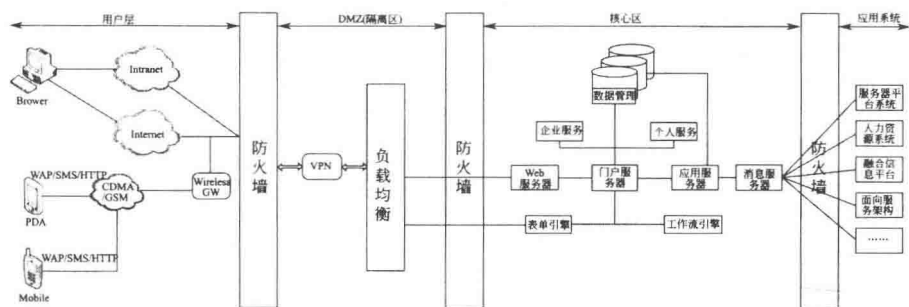 用户层
DMZ(隔离区)
核心区
应用系统
Brower
Intranet
Internet
WAP/SMS/HTTP
CDMA
/GSM
Wireless
GW
PDA
WAP/SMS/HTTP
Mobile
防火墙
VPN
负载均衡
防火墙
数据管理
企业服务
个人服务
Web
服务器
门户服
务器
应用服
务器
消息服
务器
表单引擎
工作流引擎
防火墙
服务器平
台系统
人力资
源系统
融合信
息平台
面向服
务架构
……